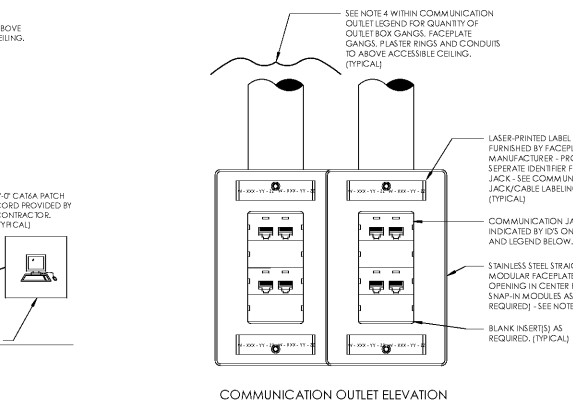 BOVE
EILING.
SEE NOTE 4 WITHIN COMMUNICATION
OUTLET LEGEND FOR QUANTITY OF
OUTLET BOX GANGS, FACEPLATE
GANGS, PLASTER RINGS AND CONDUITS
TO ABOVE ACCESSIBLE CEILING.
(TYPICAL)
LASER-PRINTED LABEL
FURNISHED BY FACEPL
MANUFACTURER - PRO
SEPERATE IDENTIFIER F
JACK - SEE COMMUN
JACK/CABLE LABELING
(TYPICAL)
'-0" CAT6A PATCH
CORD PROVIDED BY
CONTRACTOR.
TYPICAL)
COMMUNICATION JA
INDICATED BY ID'S ON
AND LEGEND BELOW.
STAINLESS STEEL STRAIG
MODULAR FACEPLATE
OPENING IN CENTER
SNAP-IN MODULES AS
REQUIRED) - SEE NOTE
BLANK INSERT(S) AS
REQUIRED. (TYPICAL)
COMMUNICATION OUTLET ELEVATION